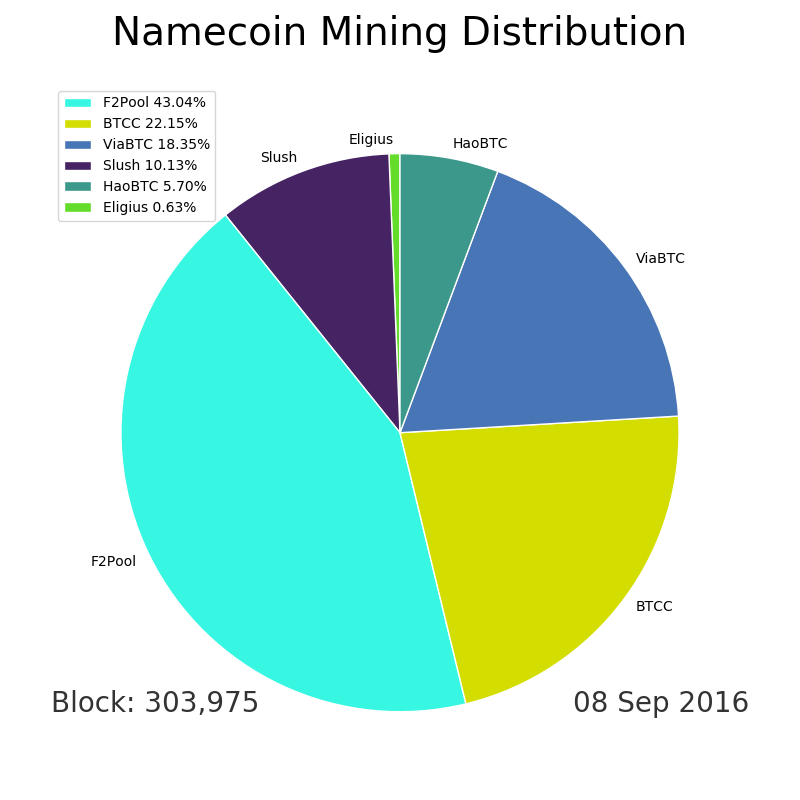 Namecoin Mining Distribution
F2Pool 43.04%
BTCC 22.15%
ViaBTC 18.35%
Slush 10.13%
HaoBTC 5.70%
Eligius 0.63%
Eligius
HaoBTC
Slush
ViaBTC
F2Pool
BTCC
Block: 303,975
08 Sep 2016